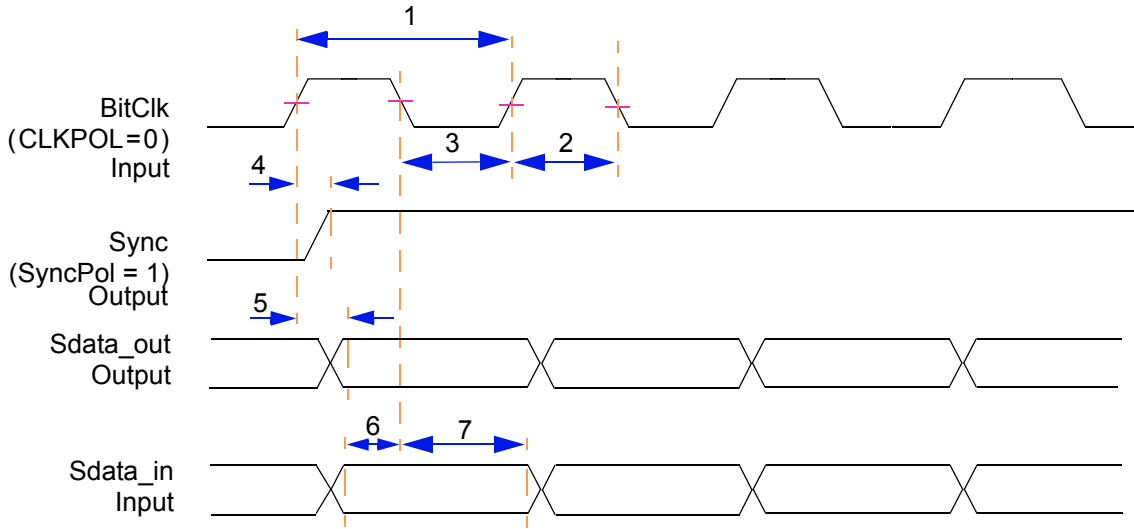 1
BitClk
(CLKPOL=0)
Input
3
2
4
Sync
(SyncPol = 1)
Output
5
Sdata_out
Output
6
7
Sdata_in
Input